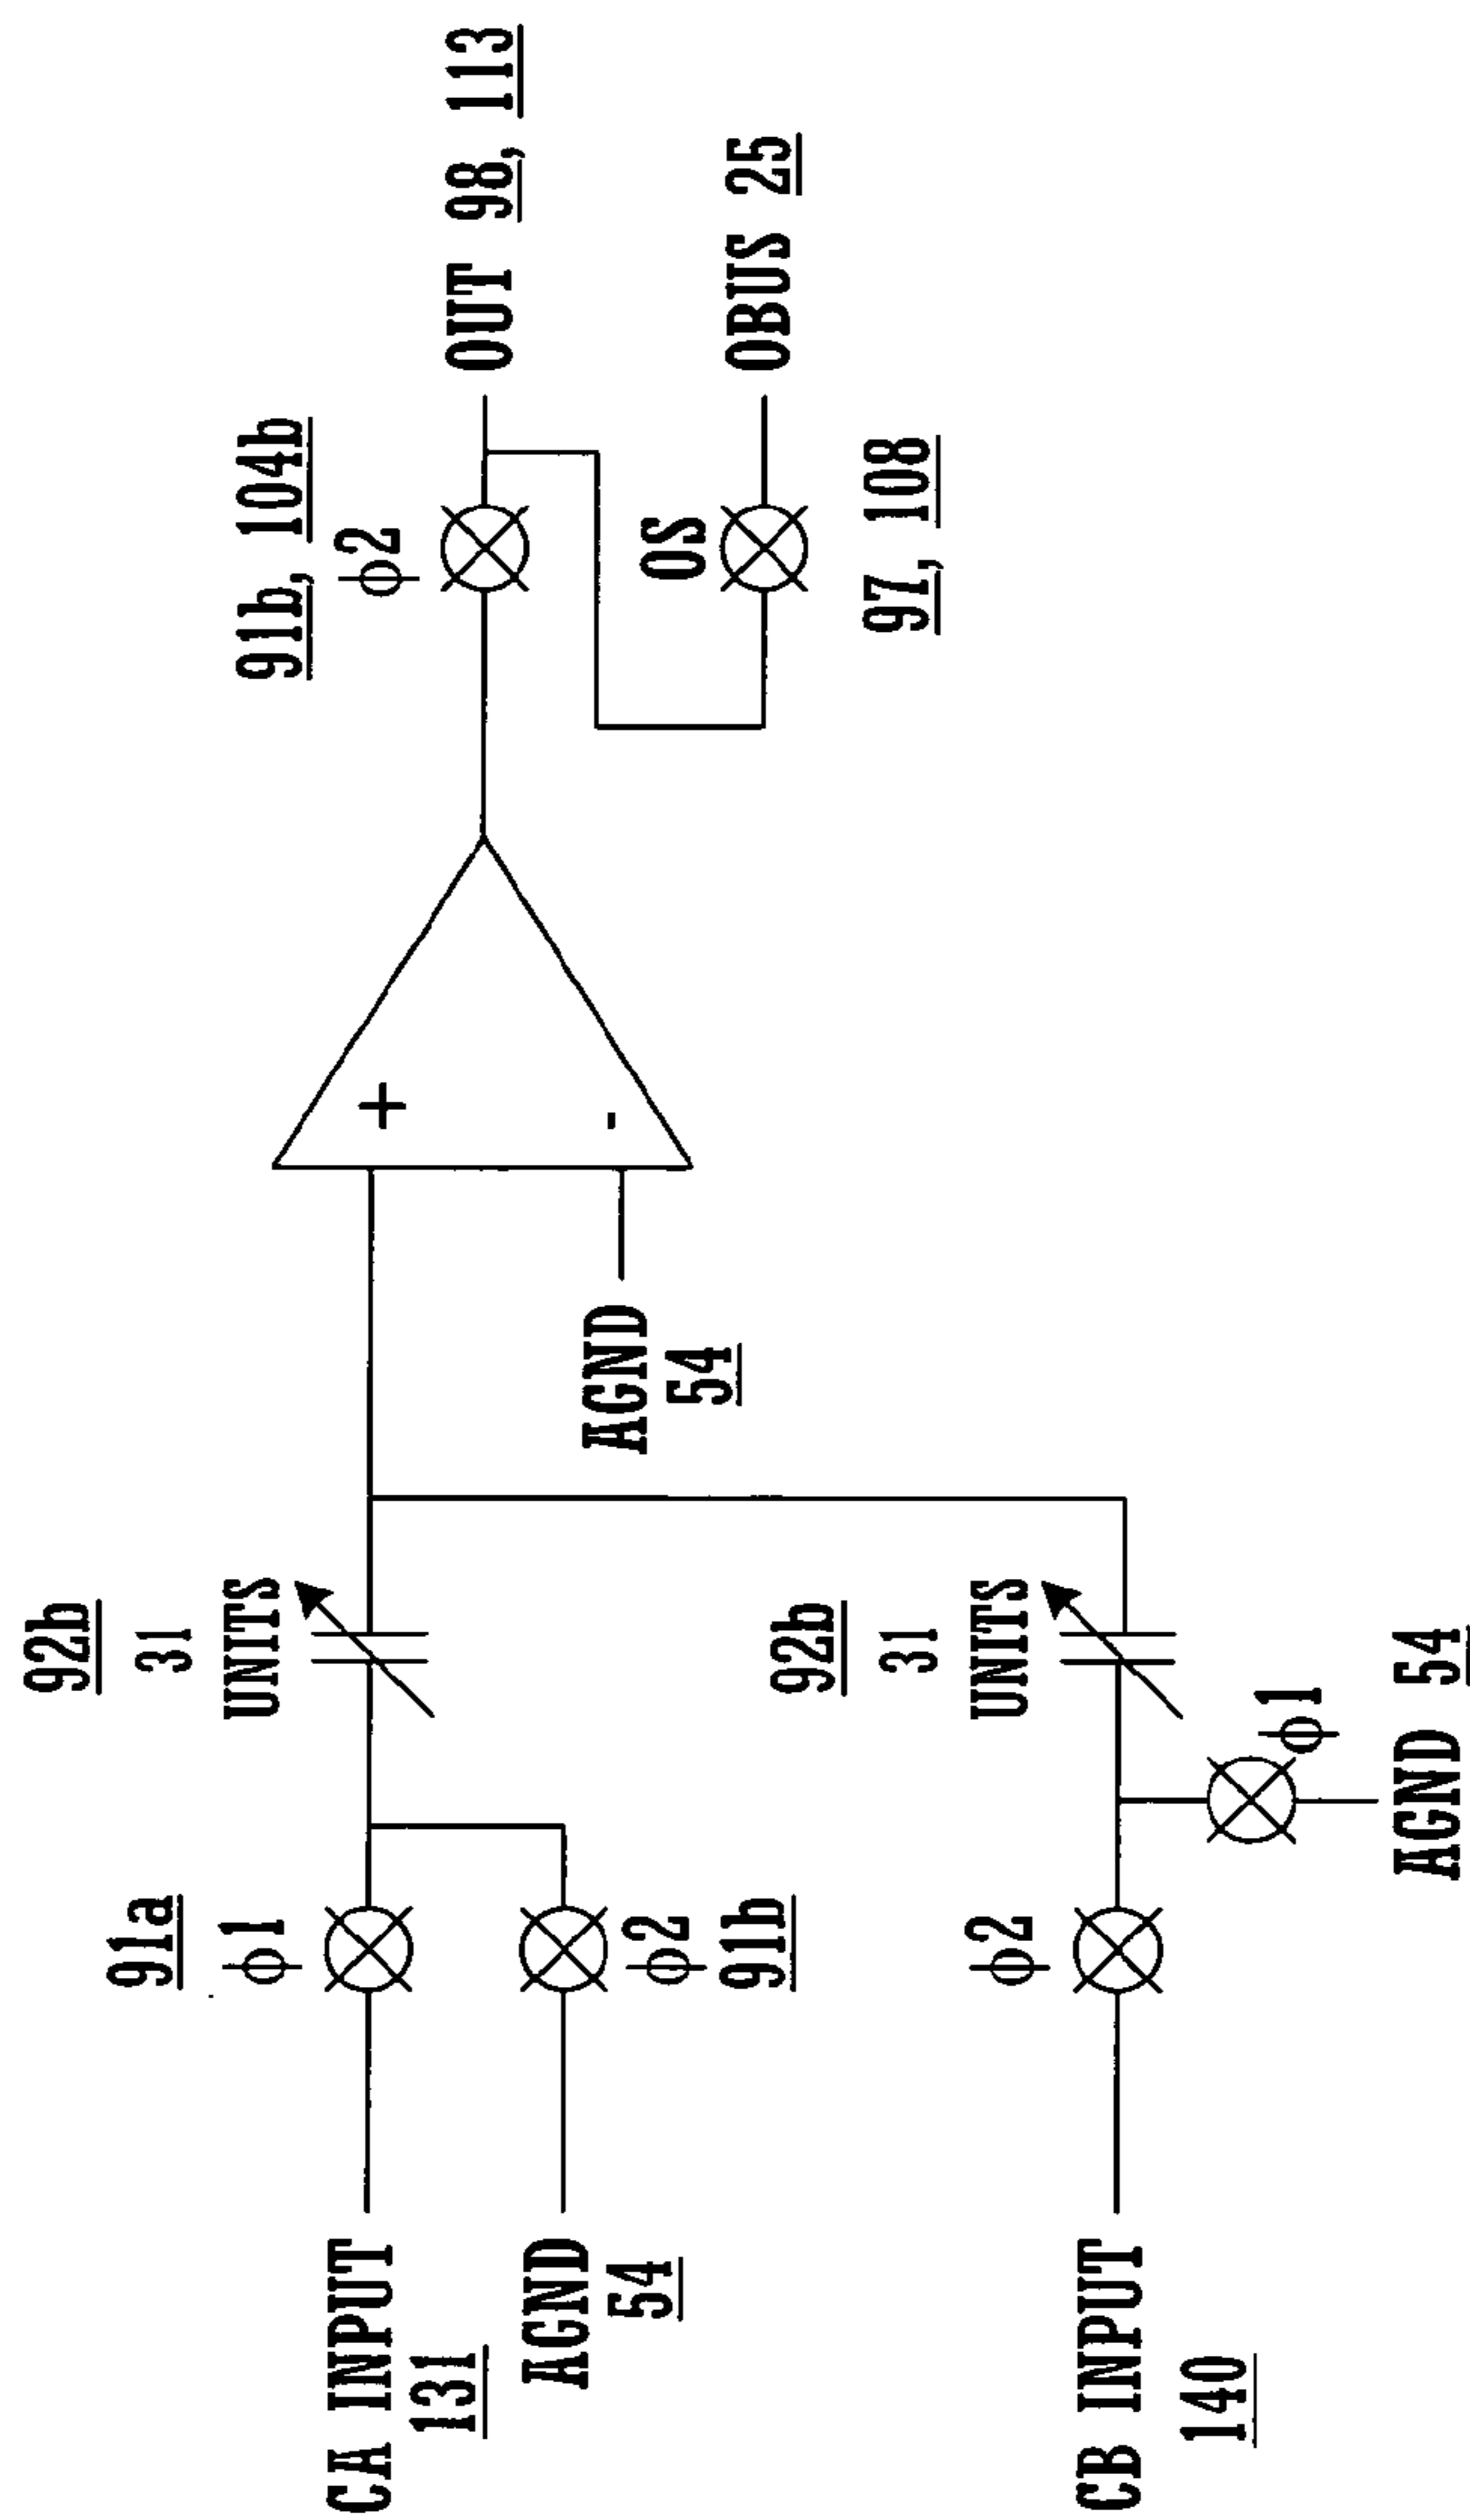 92b
31
UNITS
91a
ϕ1
CA INPUT
131
AGND
54
ϕ2
91b
AGND
54
+
-
91b, 104b
ϕ2
OUT 98, 113
OS
OBUS 25
97, 108
92b
31
UNITS
ϕ2
CB INPUT
140
ϕ1
AGND 54